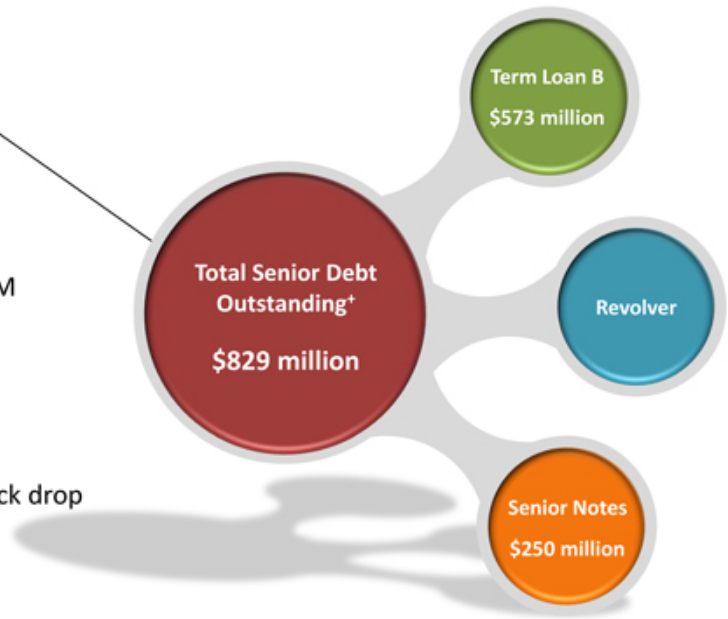 Term Loan B
$573 million
Total Senior Debt
Outstanding⁺
$829 million
M
Revolver
ck drop
Senior Notes
$250 million